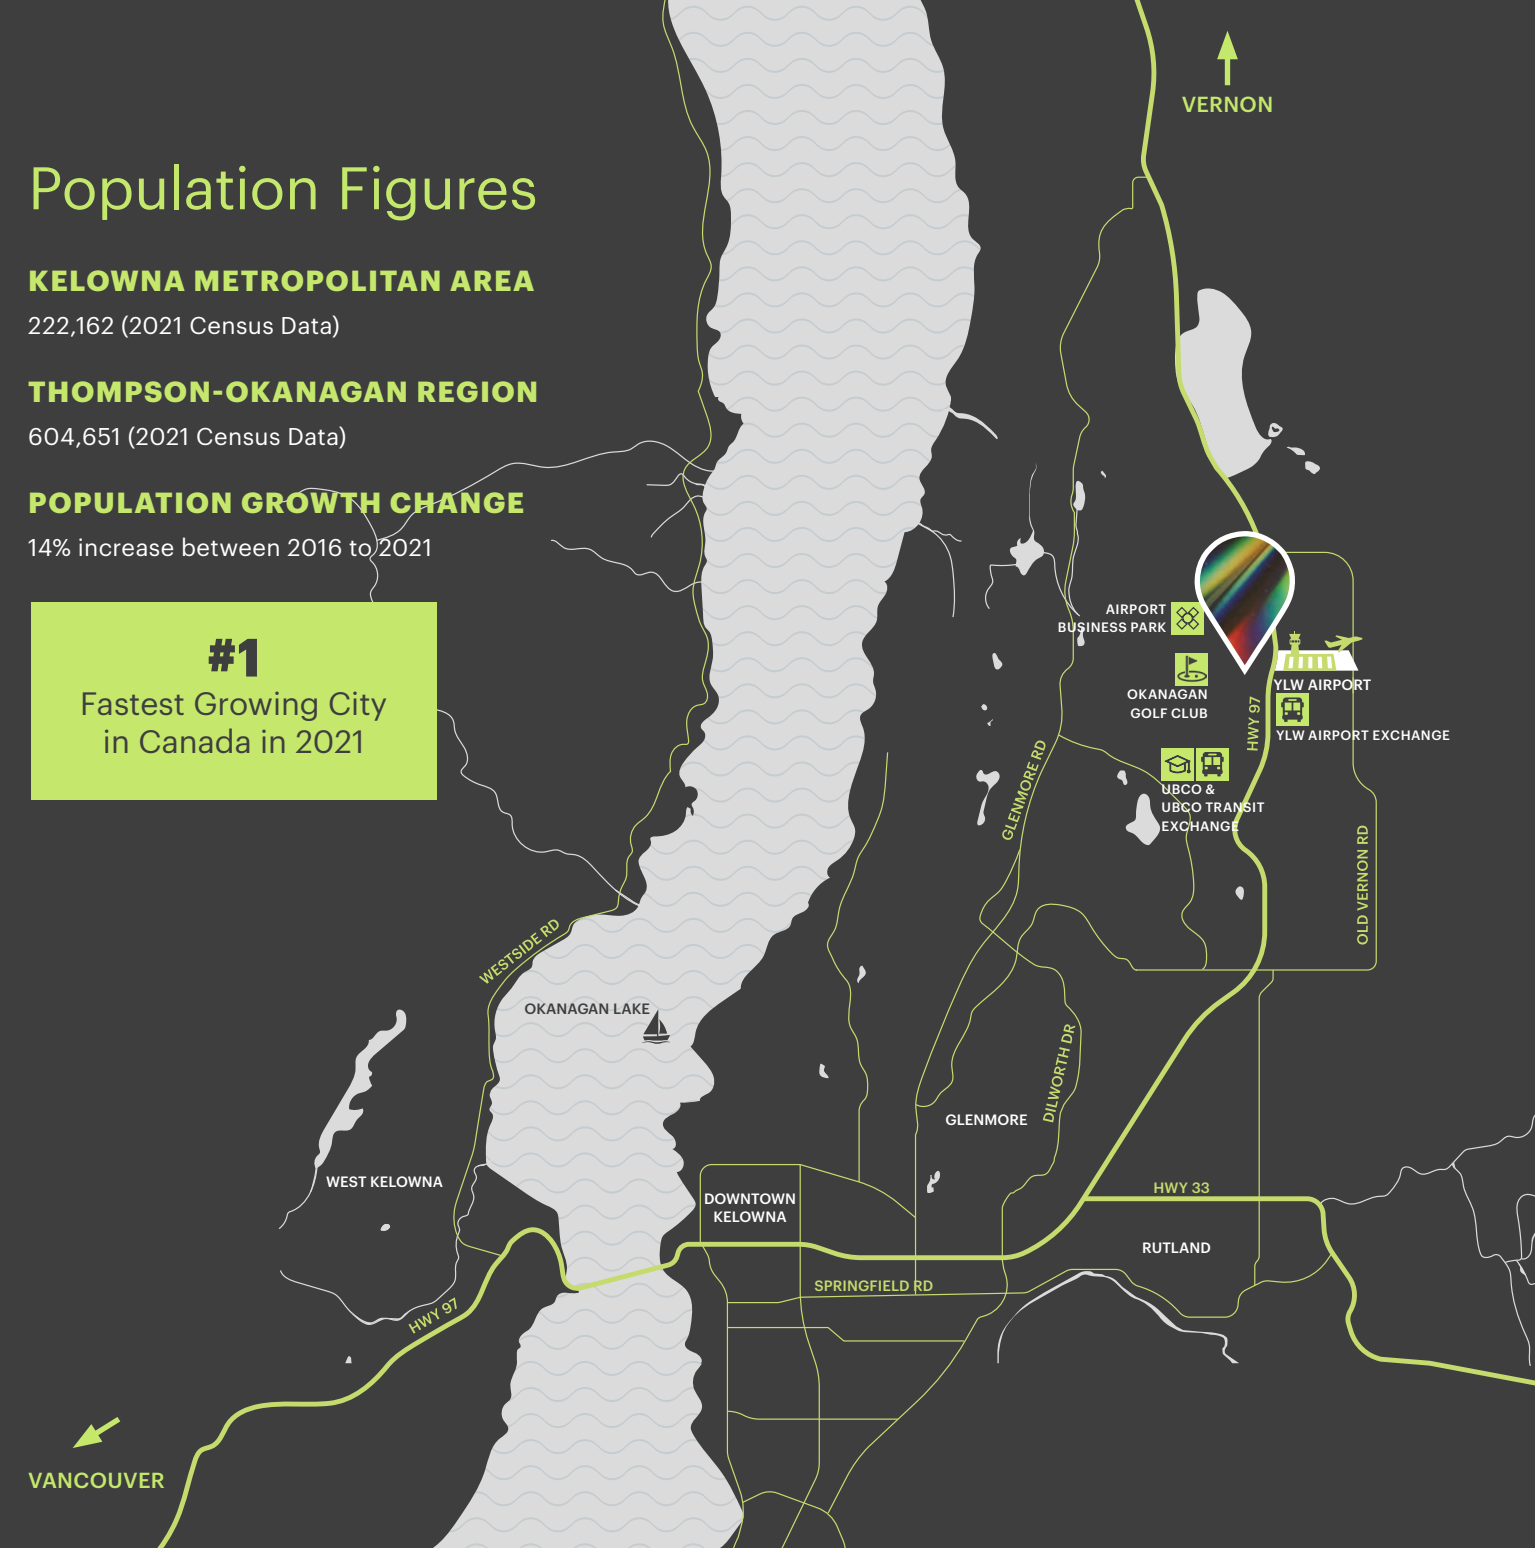 VERNON
Population Figures
KELOWNA METROPOLITAN AREA
222,162 (2021 Census Data)
THOMPSON-OKANAGAN REGION
604,651 (2021 Census Data)
POPULATION GROWTH CHANGE
14% increase between 2016 to 2021
#1
Fastest Growing City
in Canada in 2021
AIRPORT
BUSINESS PARK
OKANAGAN
GOLF CLUB
YLW AIRPORT
HWY 97
YLW AIRPORT EXCHANGE
UBCO &
UBCO TRANSIT
EXCHANGE
GLENMORE RD
OLD VERNON RD
WESTSIDE RD
OKANAGAN LAKE
DILWORTH DR
GLENMORE
WEST KELOWNA
DOWNTOWN
KELOWNA
HWY 33
RUTLAND
SPRINGFIELD RD
HWY 97
VANCOUVER